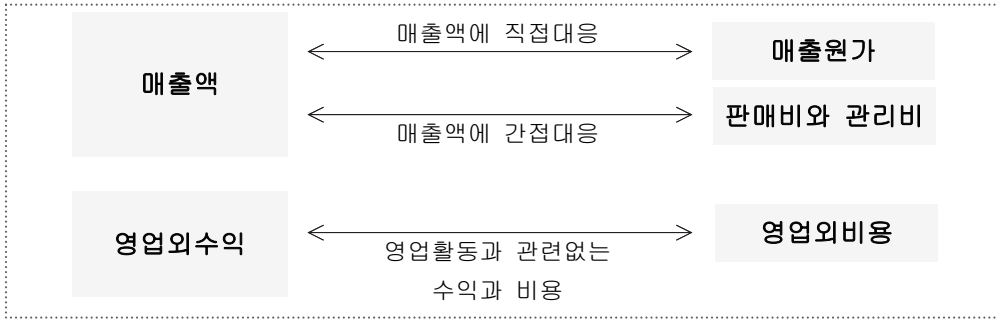 매출액에 직접대응
매출원가
매출액
판매비와 관리비
매출액에 간접대응
영업외수익
영업외비용
영업활동과 관련없는
수익과 비용